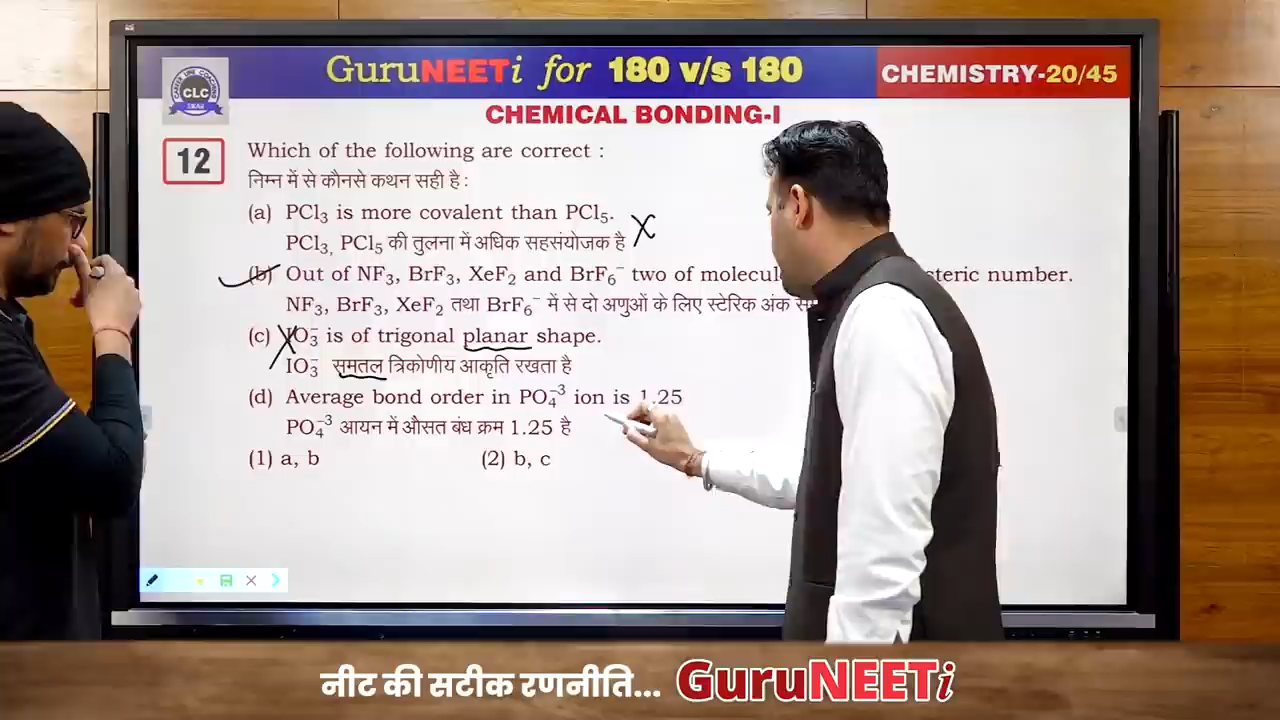 GuruNEETi for 180 v/s 180
CHEMISTRY-20/45
CLC
CHEMICAL BONDING-I
12
Which of the following are correct :
निम्न में से कौनसे कथन सही है :
(a) PCl₃ is more covalent than PCl₅.
PCl₃, PCl₅ की तुलना में अधिक सहसंयोजक है
(b) Out of NF₃, BrF₃, XeF₂ and BrF₆⁻ two of number.
NF₃, BrF₃, XeF₂ तथा BrF₆⁻ में से दो अणुओं के लिए स्टेरिक अंक
(c) IO₃⁻ is of trigonal planar shape.
IO₃⁻ समतल त्रिकोणीय आकृति रखता है
(d) Average bond order in PO₄⁻³ ion is 1.25
PO₄⁻³ आयन में औसत बंध क्रम 1.25 है
(1) a, b (2) b, c
नीट की सटीक रणनीति... GuruNEETi